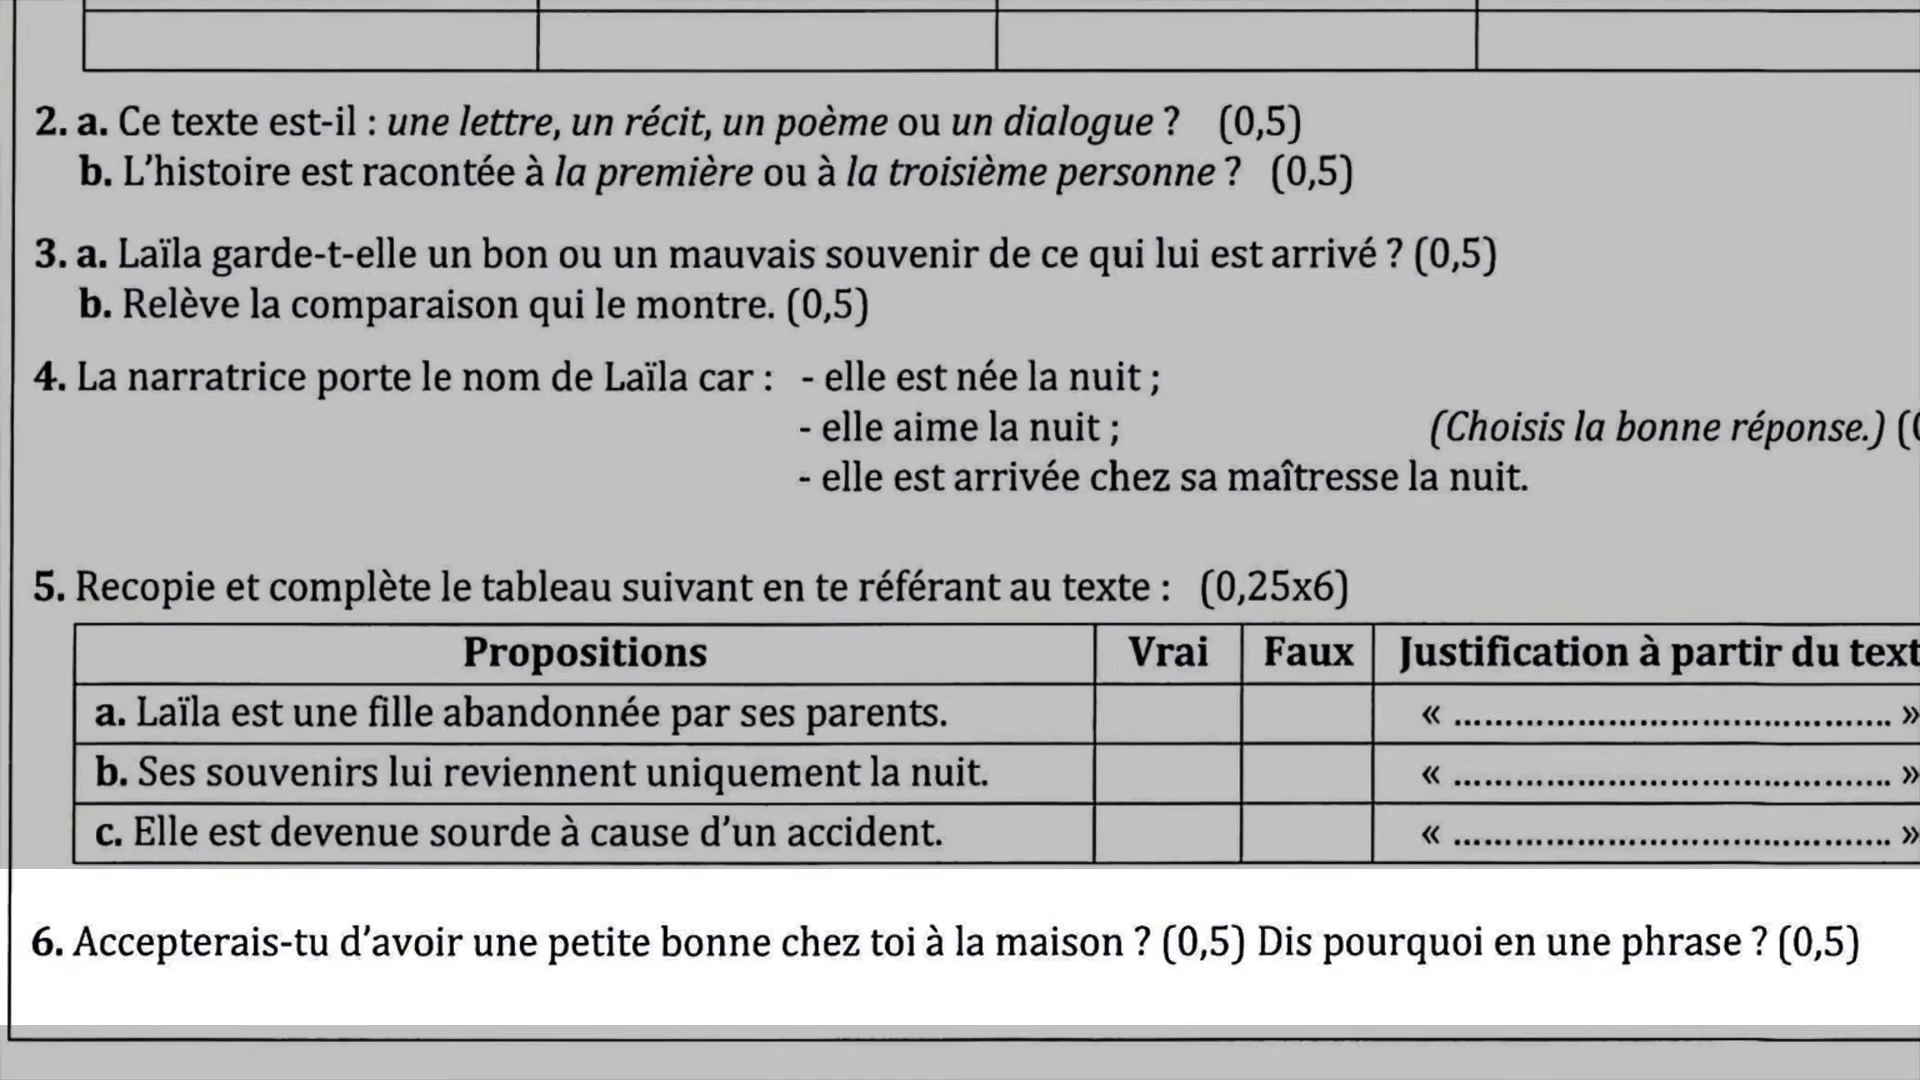 2. a. Ce texte est-il : une lettre, un récit, un poème ou un dialogue ? (0,5)
b. L’histoire est racontée à la première ou à la troisième personne ? (0,5)
3. a. Laïla garde-t-elle un bon ou un mauvais souvenir de ce qui lui est arrivé ? (0,5)
b. Relève la comparaison qui le montre. (0,5)
4. La narratrice porte le nom de Laïla car : - elle est née la nuit ;
- elle aime la nuit ; (Choisis la bonne réponse.) (
- elle est arrivée chez sa maîtresse la nuit.
5. Recopie et complète le tableau suivant en te référant au texte : (0,25x6)
Propositions Vrai Faux Justification à partir du text
a. Laïla est une fille abandonnée par ses parents. « .......................................... »
b. Ses souvenirs lui reviennent uniquement la nuit. « .......................................... »
c. Elle est devenue sourde à cause d’un accident. « .......................................... »
6. Accepterais-tu d’avoir une petite bonne chez toi à la maison ? (0,5) Dis pourquoi en une phrase ? (0,5)